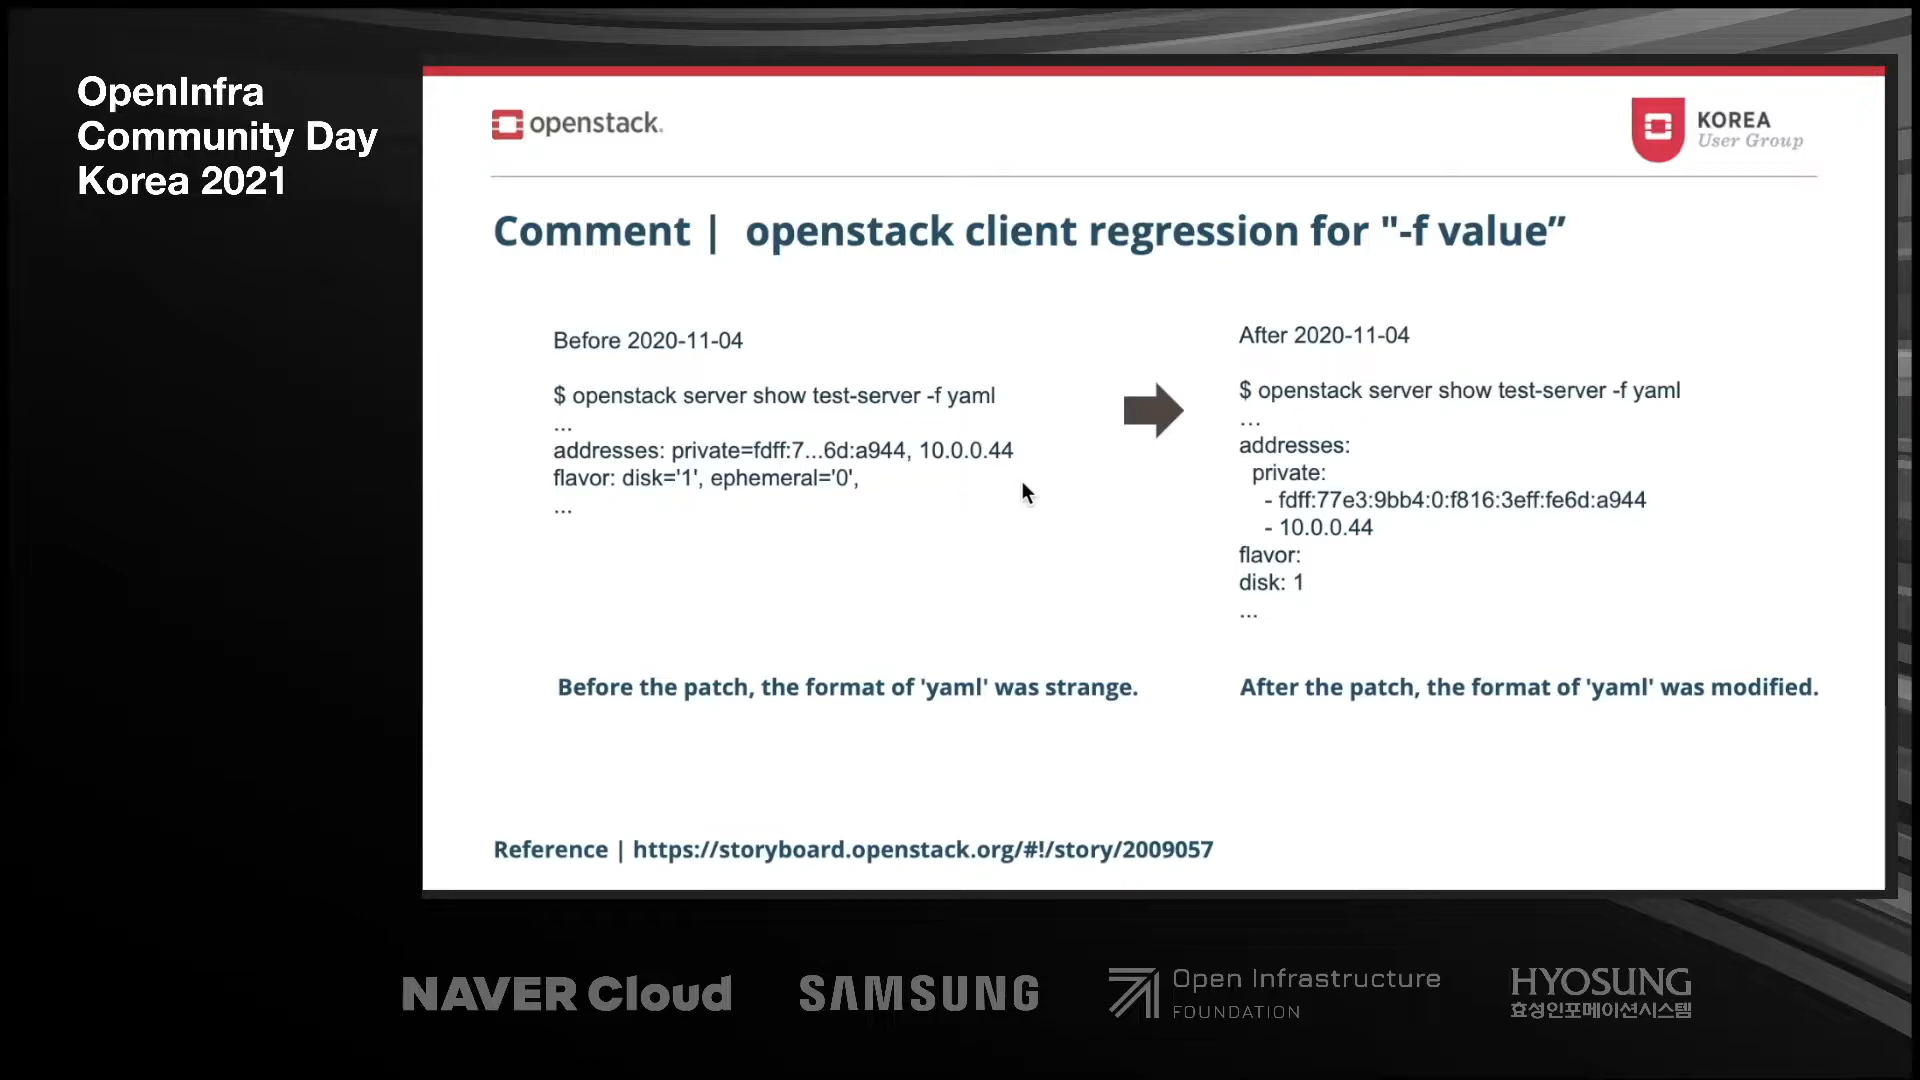 OpenInfra
Community Day
Korea 2021
openstack.
KOREA
User Group
Comment | openstack client regression for "-f value”
Before 2020-11-04
$ openstack server show test-server -f yaml
...
addresses: private=fdff:7...6d:a944, 10.0.0.44
flavor: disk='1', ephemeral='0',
...
Before the patch, the format of 'yaml' was strange.
After 2020-11-04
$ openstack server show test-server -f yaml
...
addresses:
private:
- fdff:77e3:9bb4:0:f816:3eff:fe6d:a944
- 10.0.0.44
flavor:
disk: 1
...
After the patch, the format of 'yaml' was modified.
Reference | https://storyboard.openstack.org/#!/story/2009057
NAVER Cloud
SAMSUNG
Open Infrastructure
FOUNDATION
HYOSUNG
효성인포메이션시스템